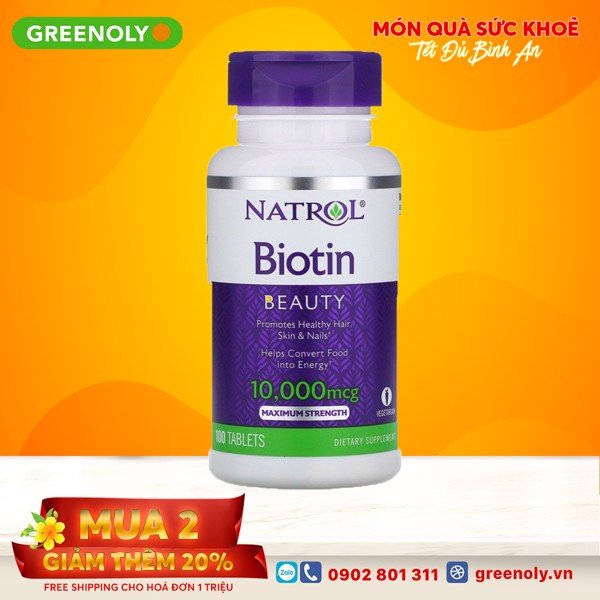 GREENOLY
MÓN QUÀ SỨC KHOẺ
Tết Đủ Bình An
NATROL®
Biotin
BEAUTY
Promotes Healthy Hair,
Skin & Nails†
Helps Convert Food
into Energy†
10,000mcg
MAXIMUM STRENGTH
VEGETARIAN
100 TABLETS
DIETARY SUPPLEMENT
MUA 2
GIẢM THÊM 20%
FREE SHIPPING CHO HOÁ ĐƠN 1 TRIỆU
Zalo
0902 801 311
greenoly.vn